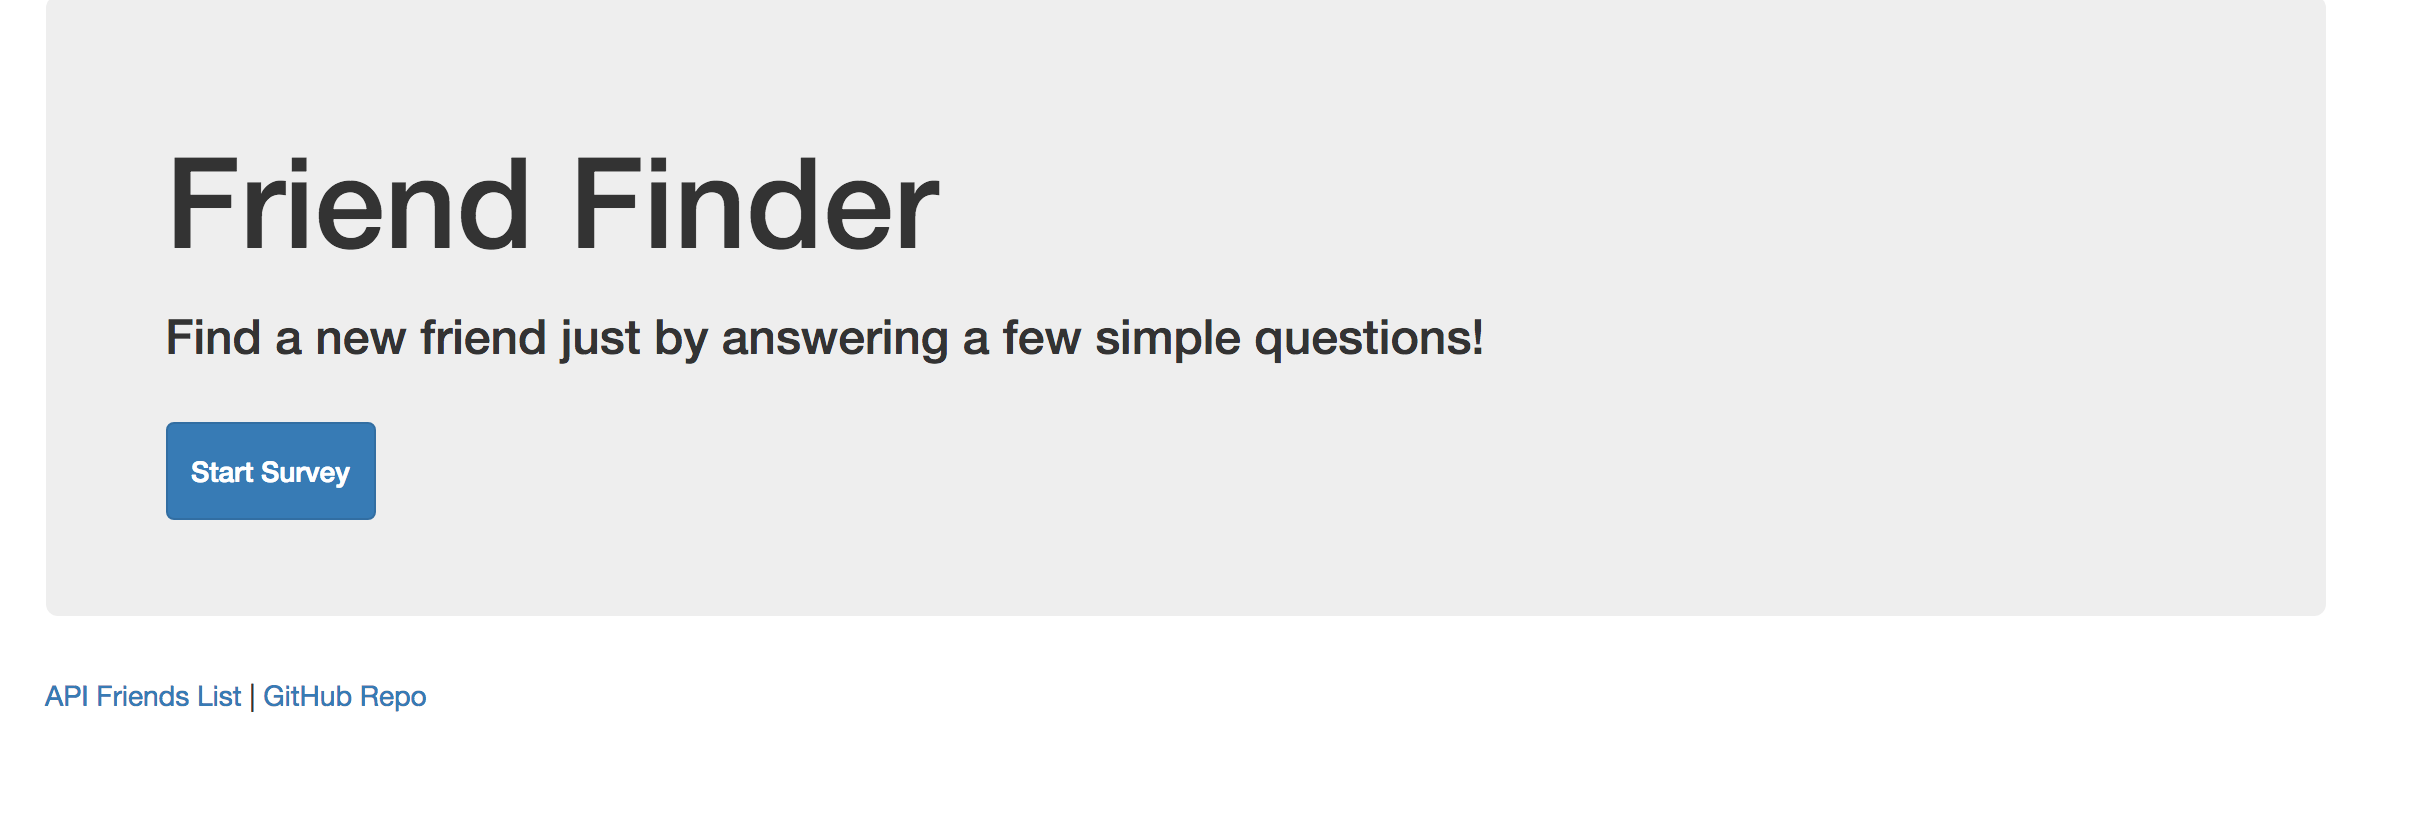 Friend Finder
Find a new friend just by answering a few simple questions!
Start Survey
API Friends List | GitHub Repo